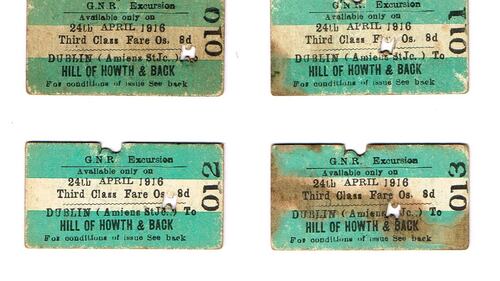 G.N.R. Excursion
Available only on
24th APRIL 1916
Third Class Fare Os. 8d
DUBLIN (Amiens St Jc.) To
HILL OF HOWTH & BACK
For conditions of issue See back
010
G.N.R. Excursion
Available only on
24th APRIL 1916
Third Class Fare Os. 8d
DUBLIN (Amiens St Jc.) To
HILL OF HOWTH & BACK
For conditions of issue See back
011
G.N.R. Excursion
Available only on
24th APRIL 1916
Third Class Fare Os. 8d
DUBLIN (Amiens St Jc.) To
HILL OF HOWTH & BACK
For conditions of issue See back
012
G.N.R. Excursion
Available only on
24th APRIL 1916
Third Class Fare Os. 8d
DUBLIN (Amiens St Jc.) To
HILL OF HOWTH & BACK
For conditions of issue See back
013